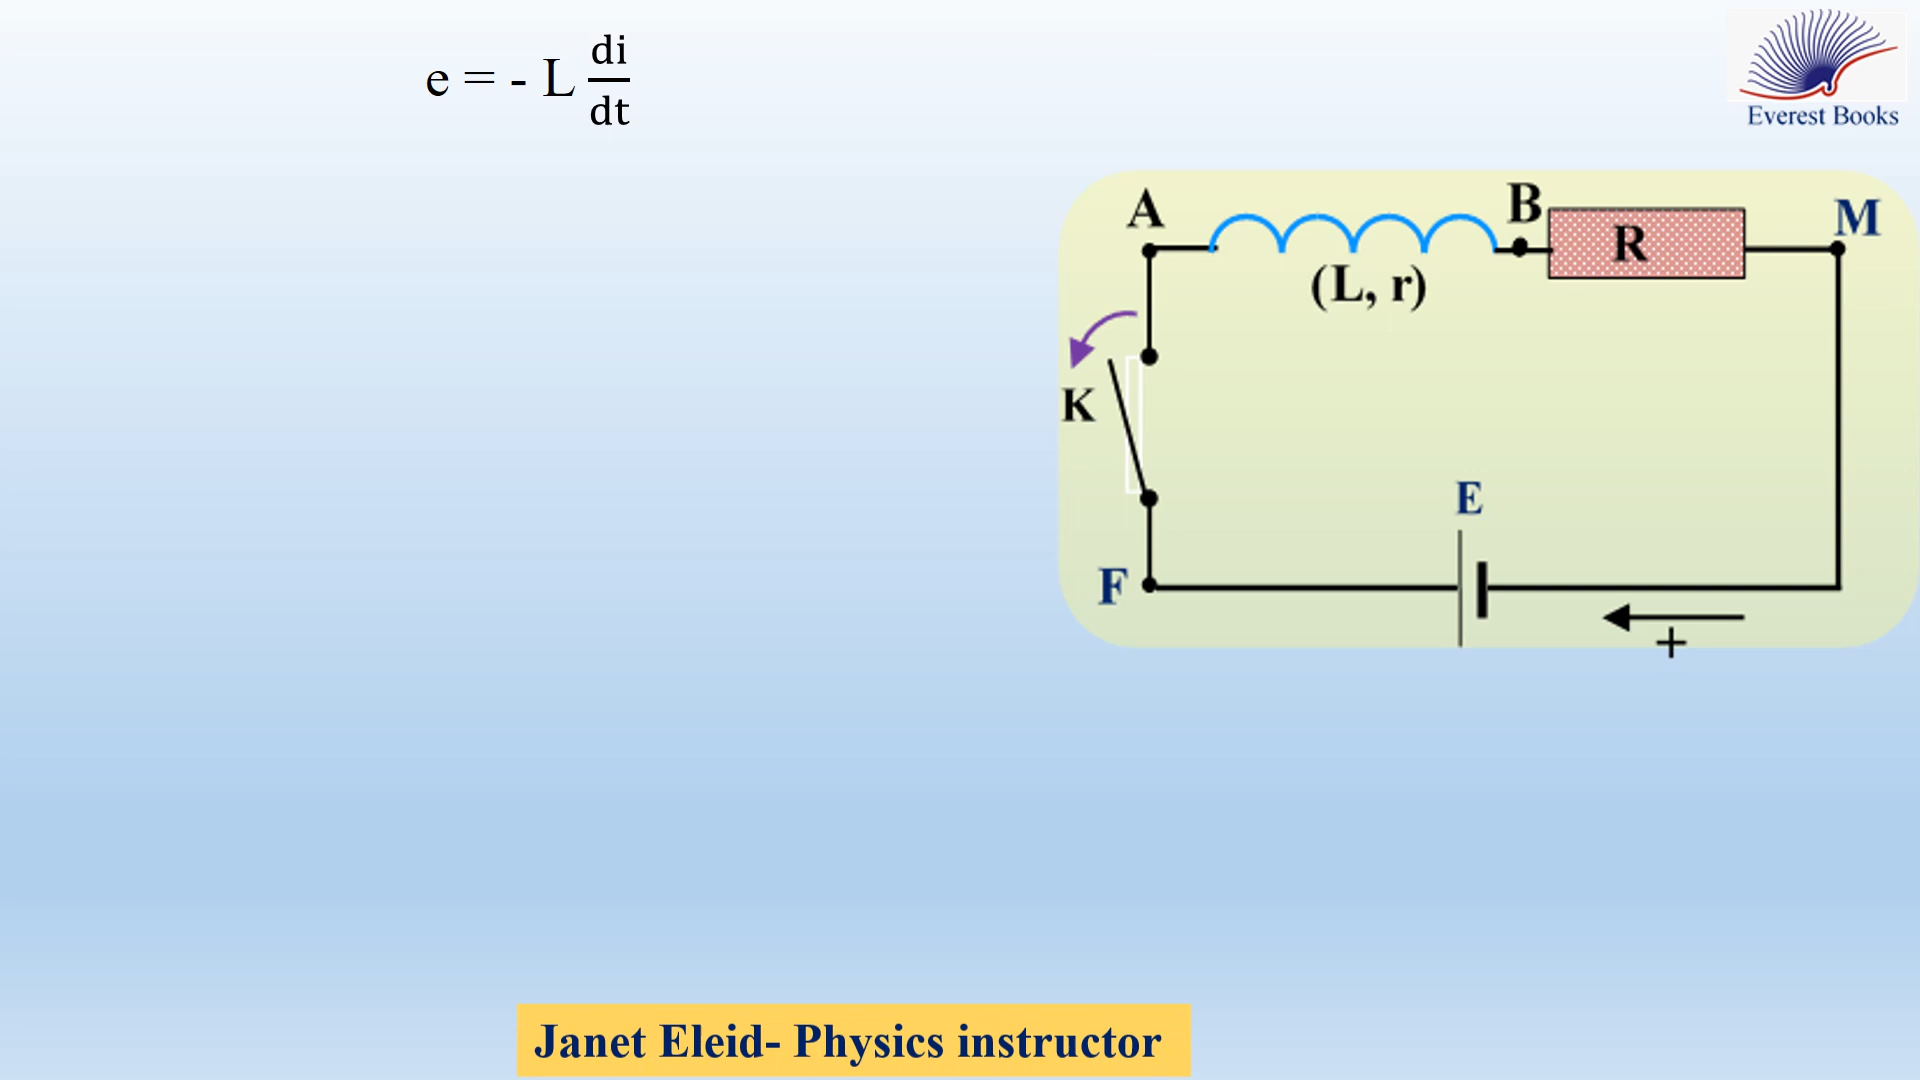 e = - L di/dt
Everest Books
A
B
R
M
(L, r)
K
E
F
+
Janet Eleid- Physics instructor